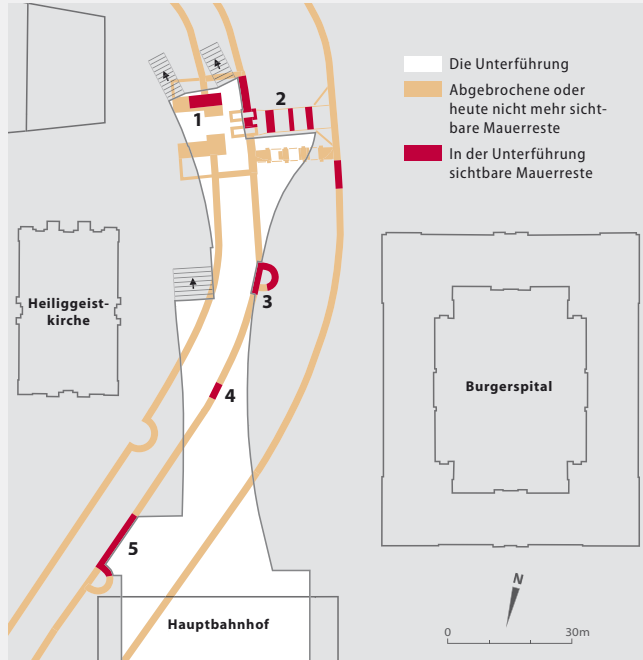 Die Unterführung
Abgebrochene oder
heute nicht mehr sicht-
bare Mauerreste
In der Unterführung
sichtbare Mauerreste
1
2
3
Heiliggeist-
kirche
Burgerspital
4
5
N
Hauptbahnhof
0
30m